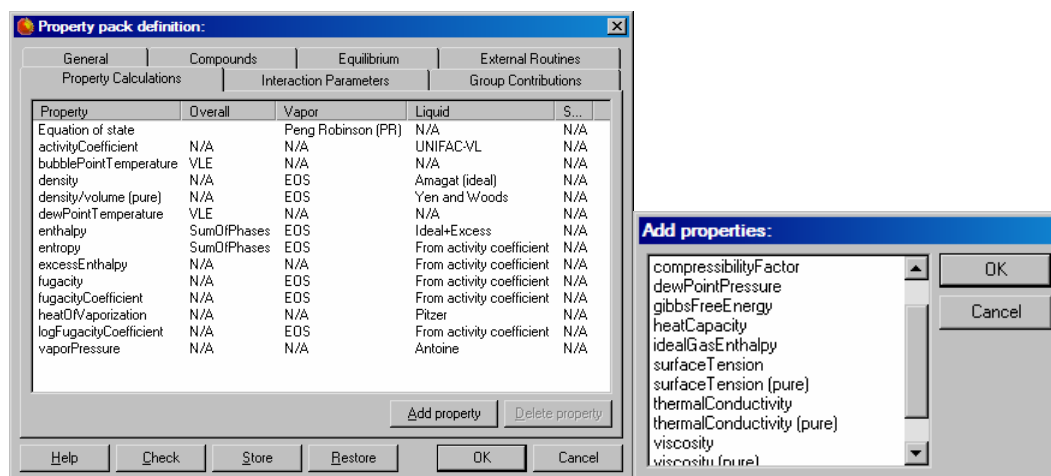 Property pack definition:
General Compounds Equilibrium External Routines
Property Calculations Interaction Parameters Group Contributions
Property Overall Vapor Liquid S...
Equation of state Peng Robinson (PR) N/A N/A
activityCoefficient N/A N/A UNIFAC-VL N/A
bubblePointTemperature VLE N/A N/A N/A
density N/A EOS Amagat (ideal) N/A
density/volume (pure) N/A EOS Yen and Woods N/A
dewPointTemperature VLE N/A N/A N/A
enthalpy SumOfPhases EOS Ideal+Excess N/A
entropy SumOfPhases EOS From activity coefficient N/A
excessEnthalpy N/A N/A From activity coefficient N/A
fugacity N/A EOS From activity coefficient N/A
fugacityCoefficient N/A EOS From activity coefficient N/A
heatOfVaporization N/A N/A Pitzer N/A
logFugacityCoefficient N/A EOS From activity coefficient N/A
vaporPressure N/A N/A Antoine N/A
Add property Delete property
Help Check Store Restore OK Cancel
Add properties:
compressibilityFactor
dewPointPressure
gibbsFreeEnergy
heatCapacity
idealGasEnthalpy
surfaceTension
surfaceTension (pure)
thermalConductivity
thermalConductivity (pure)
viscosity
viscosity (pure)
OK
Cancel